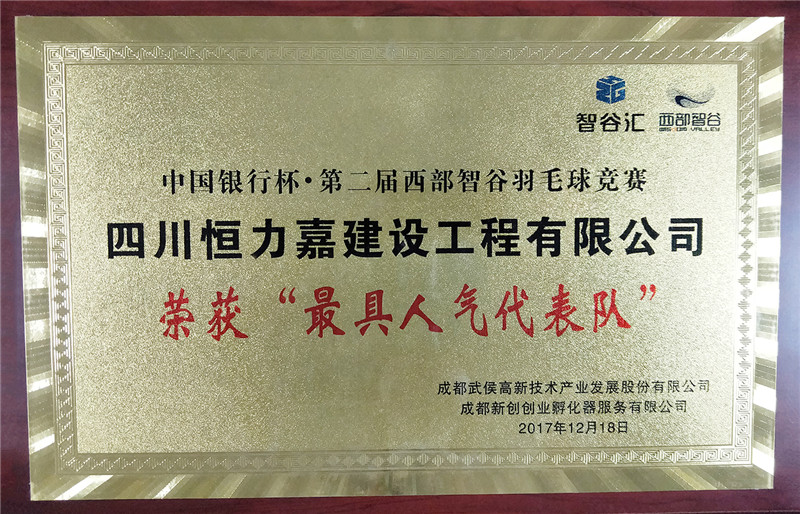 智谷汇 西部智谷
WISDOM VALLEY
中国银行杯·第二届西部智谷羽毛球竞赛
四川恒力嘉建设工程有限公司
荣获“最具人气代表队”
成都武侯高新技术产业发展股份有限公司
成都新创创业孵化器服务有限公司
2017年12月18日